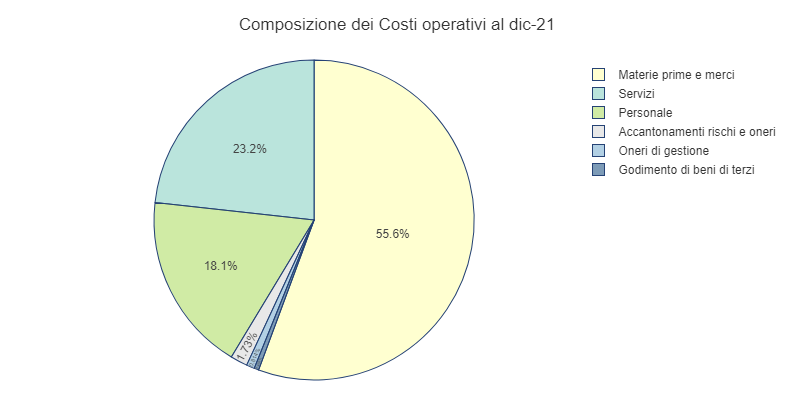 Composizione dei Costi operativi al dic-21
Materie prime e merci
Servizi
Personale
Accantonamenti rischi e oneri
Oneri di gestione
Godimento di beni di terzi
23.2%
55.6%
18.1%
1.73%